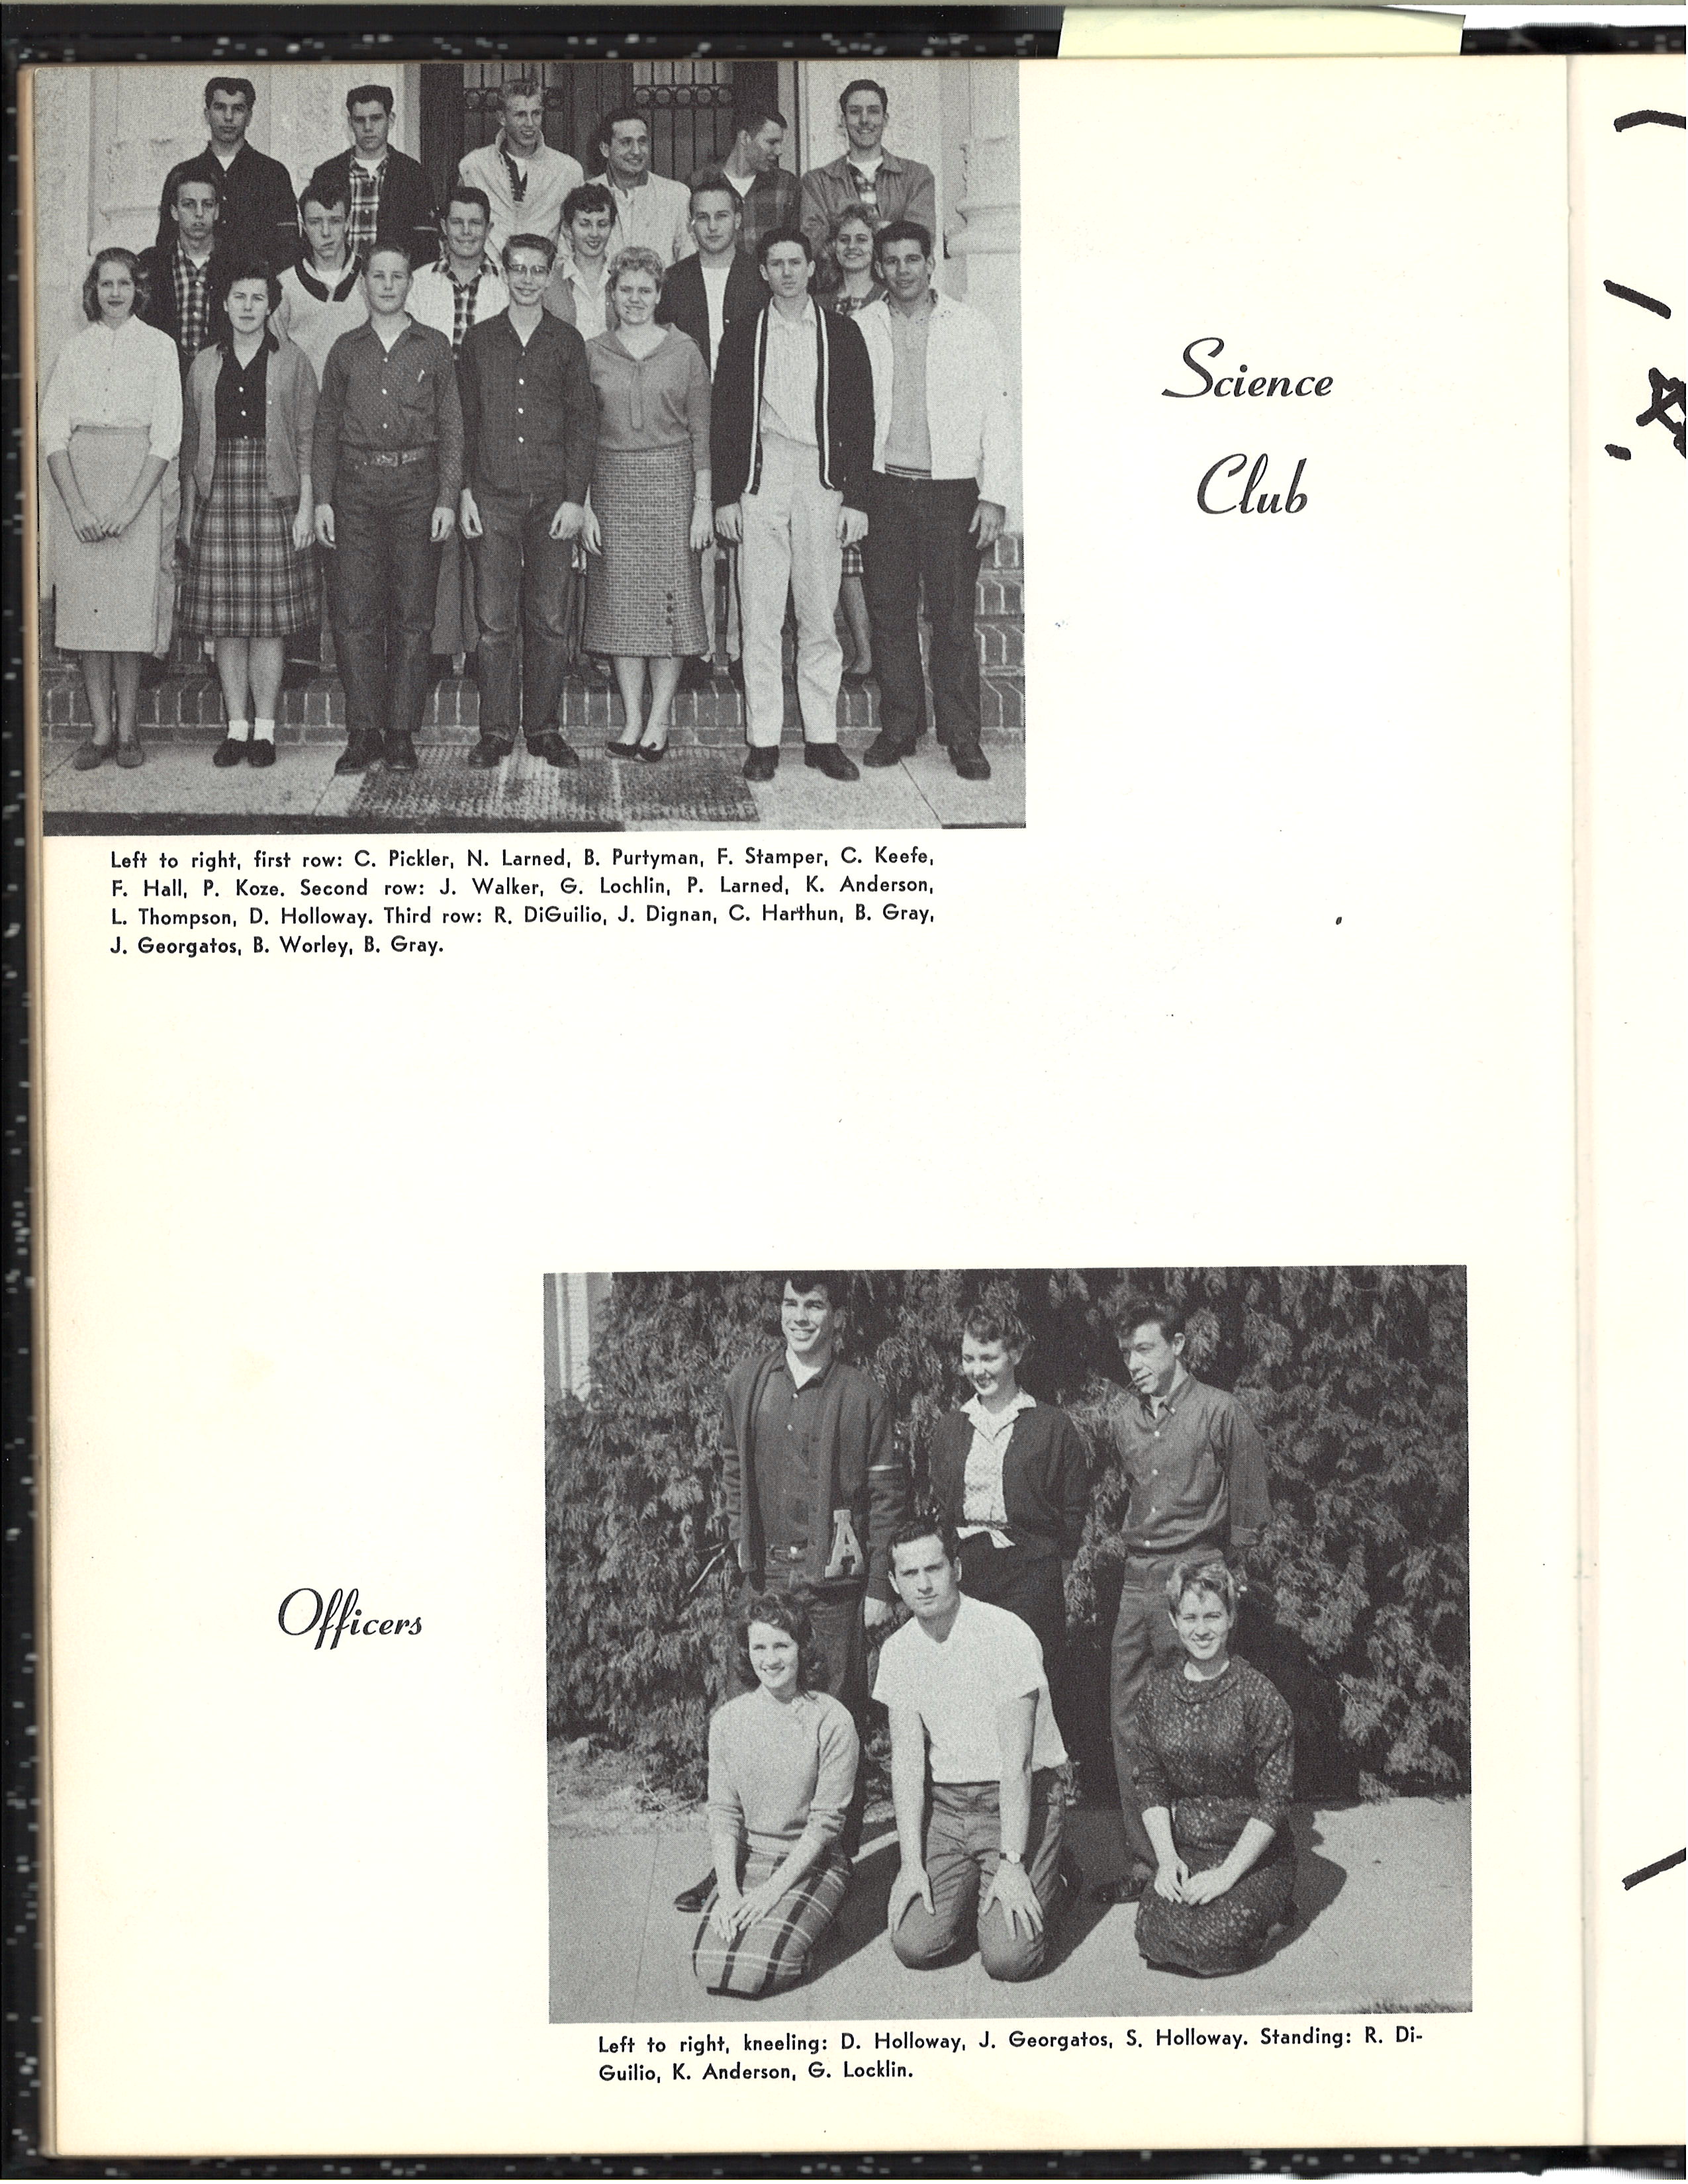 Science
Club
Left to right, first row: C. Pickler, N. Larned, B. Purtyman, F. Stamper, C. Keefe,
F. Hall, P. Koze. Second row: J. Walker, G. Lochlin, P. Larned, K. Anderson,
L. Thompson, D. Holloway. Third row: R. DiGuilio, J. Dignan, C. Harthun, B. Gray,
J. Georgatos, B. Worley, B. Gray.
Officers
A
Left to right, kneeling: D. Holloway, J. Georgatos, S. Holloway. Standing: R. Di-
Guilio, K. Anderson, G. Locklin.